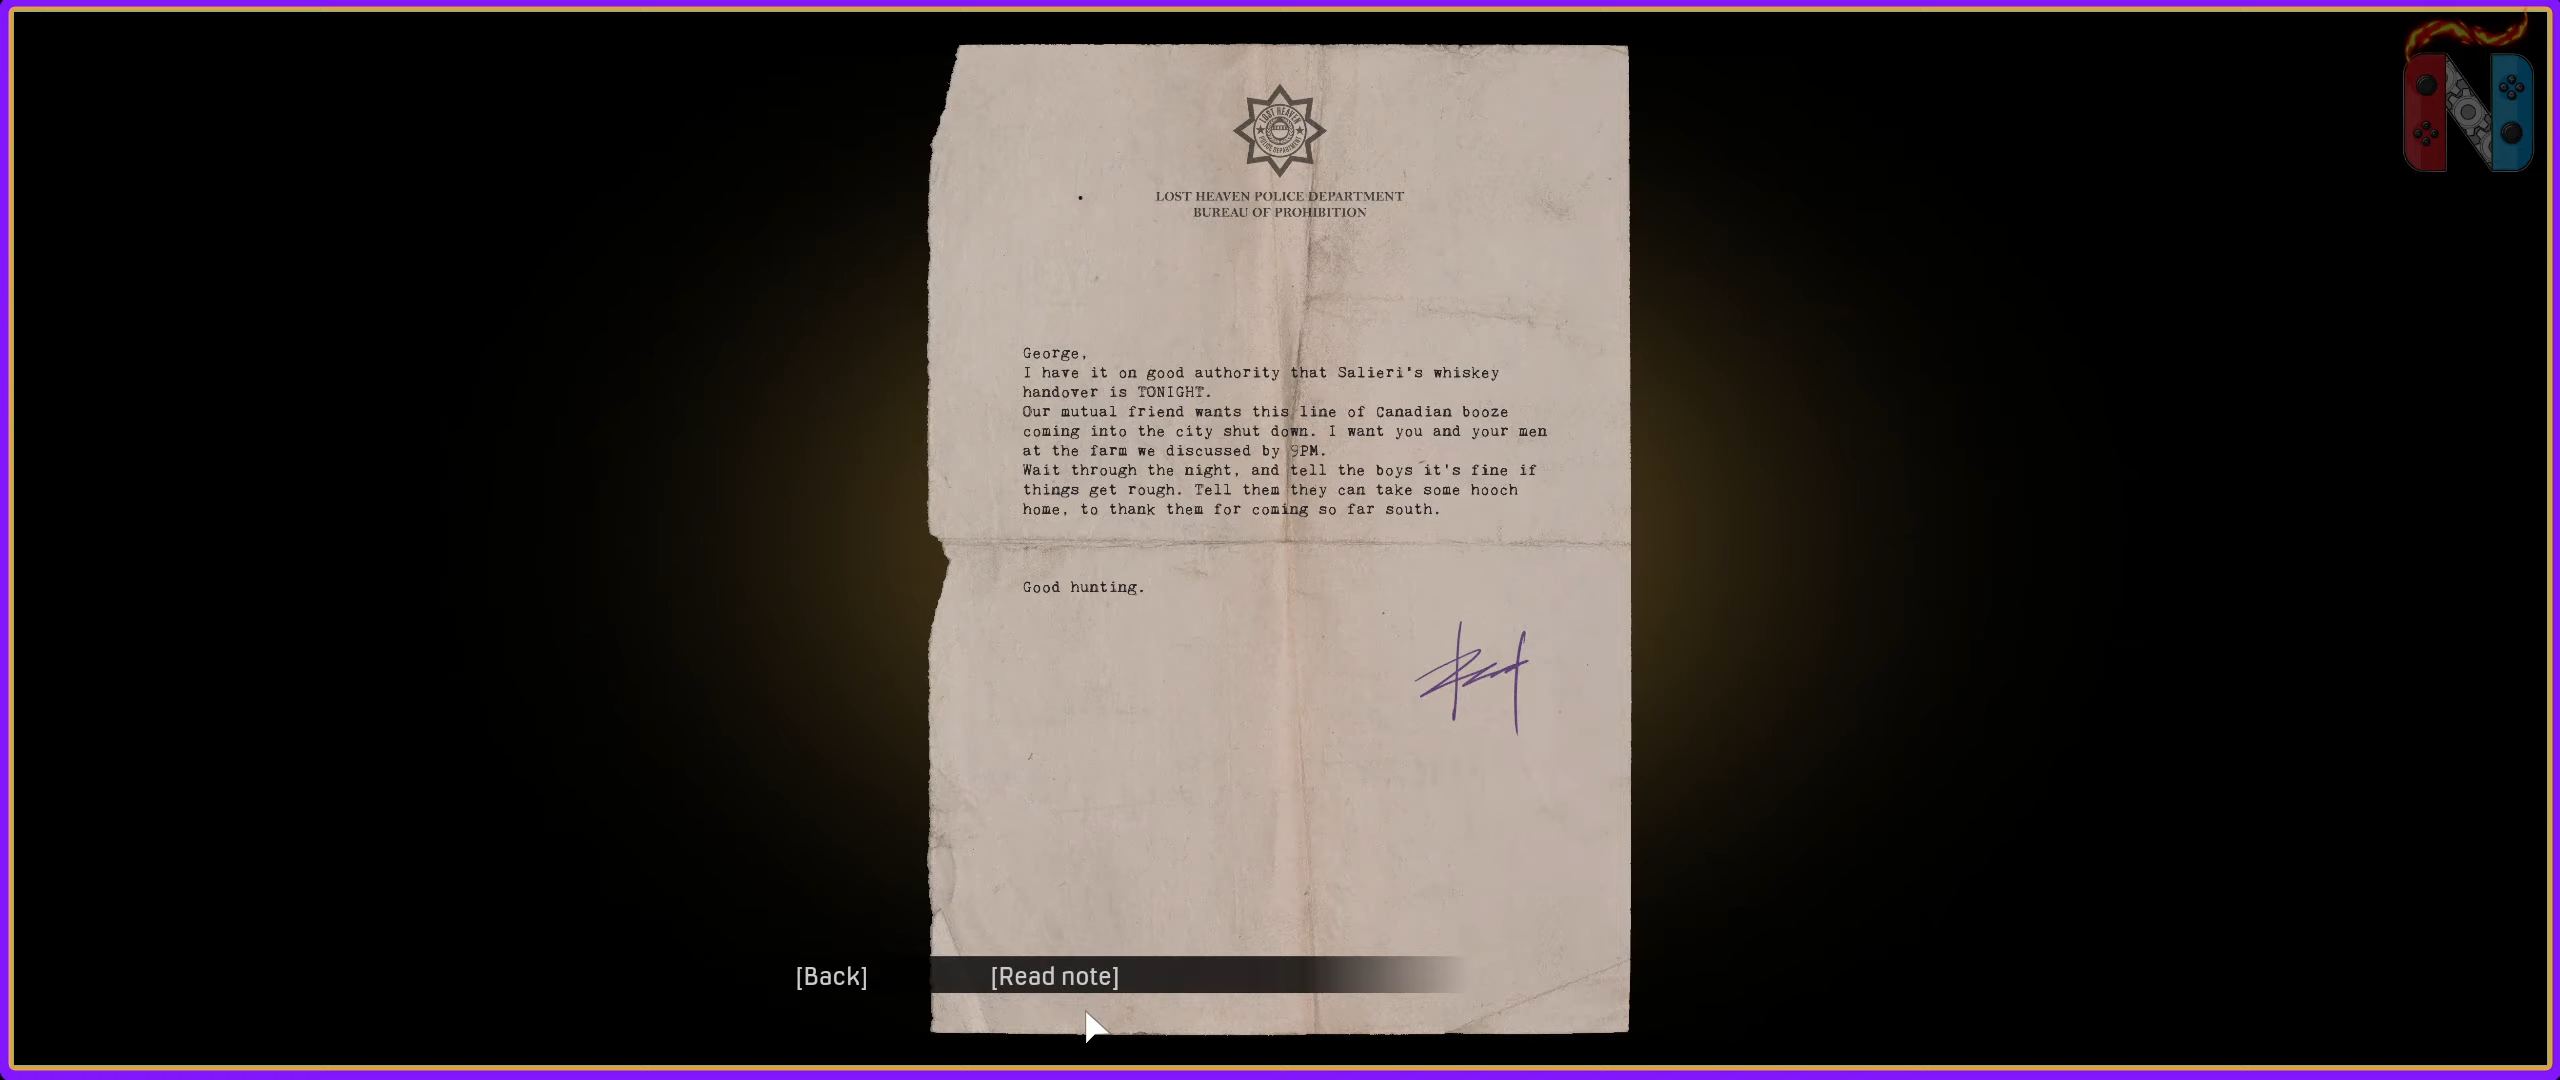 LOST HEAVEN
POLICE DEPARTMENT
LOST HEAVEN POLICE DEPARTMENT
BUREAU OF PROHIBITION
George,
I have it on good authority that Salieri's whiskey
handover is TONIGHT.
Our mutual friend wants this line of Canadian booze
coming into the city shut down. I want you and your men
at the farm we discussed by 9PM.
Wait through the night, and tell the boys it's fine if
things get rough. Tell them they can take some hooch
home, to thank them for coming so far south.
Good hunting.
[Back] [Read note]